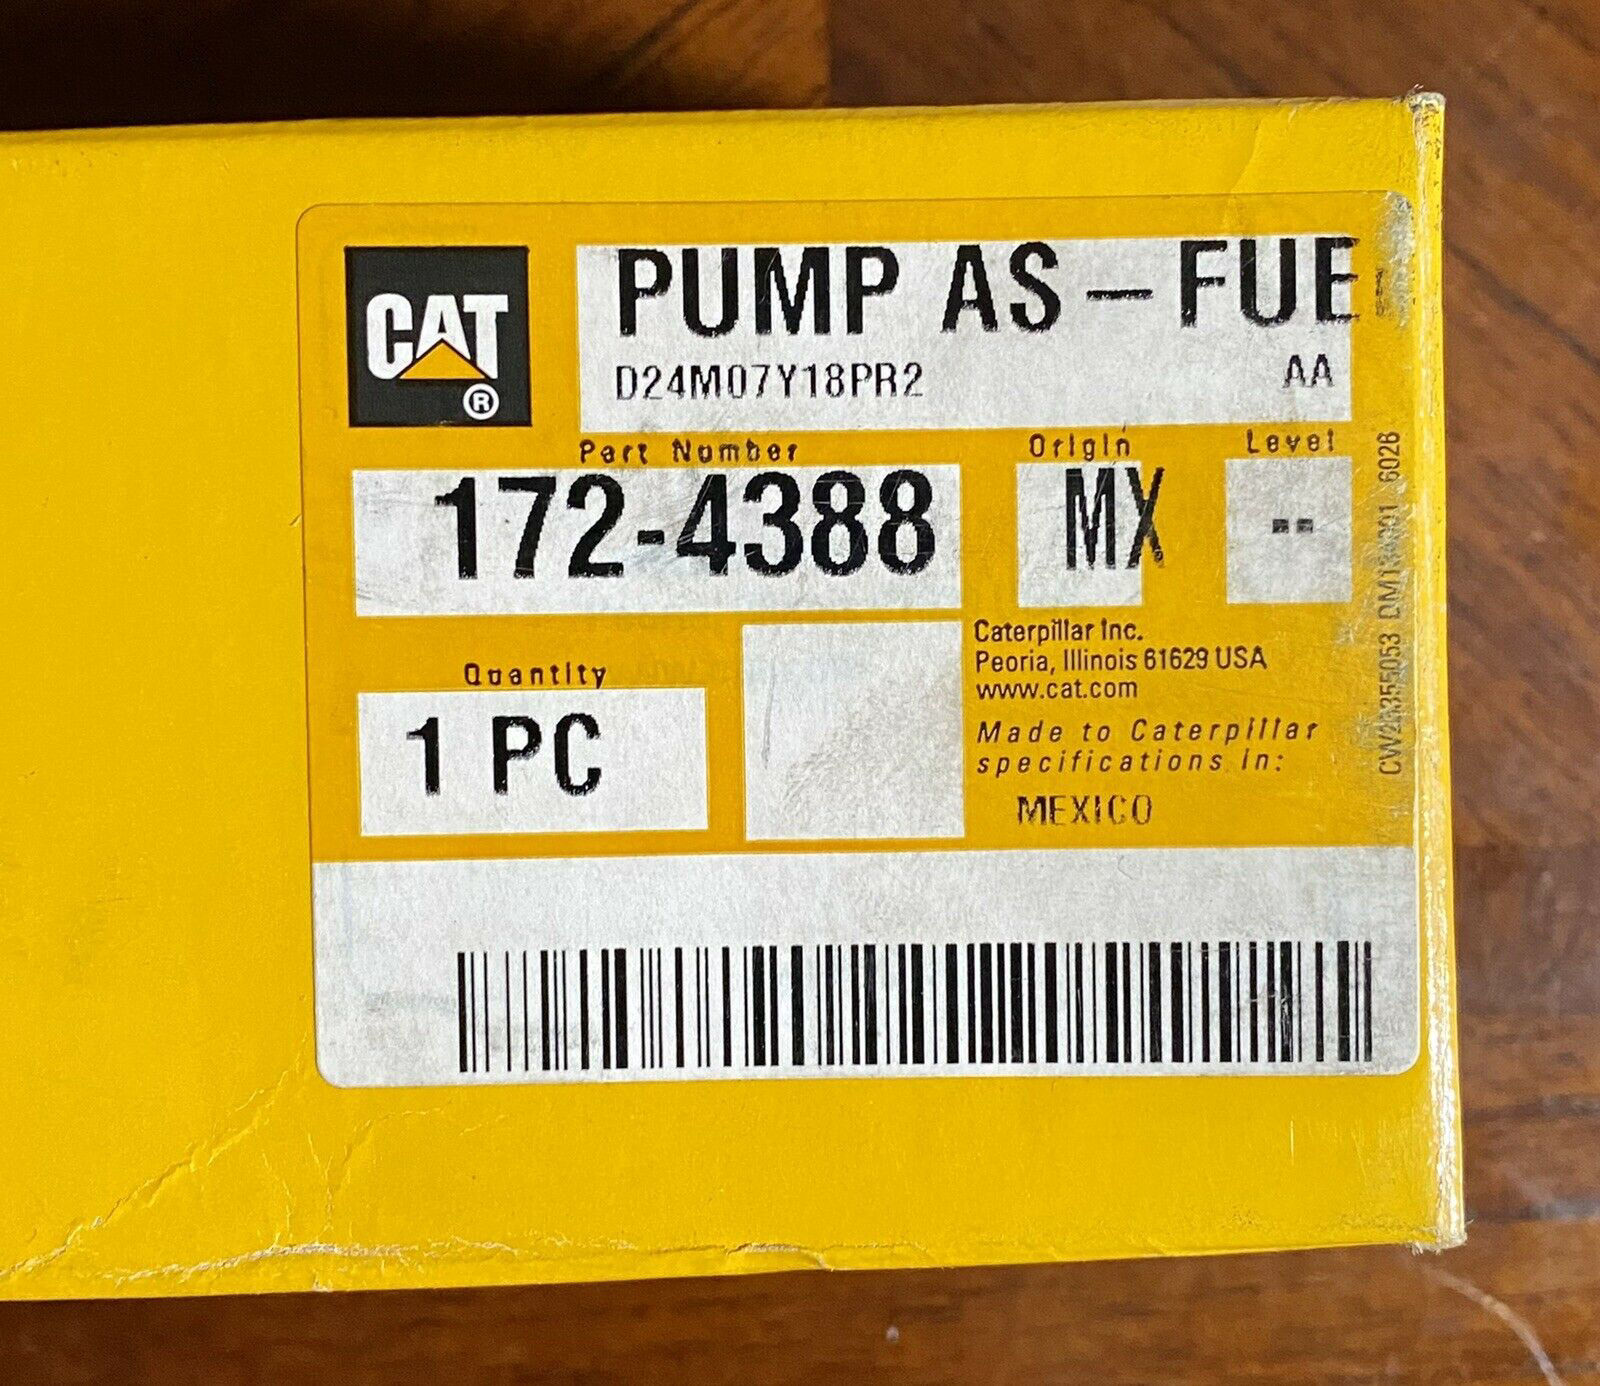 CAT®
PUMP AS - FUE
D24M07Y18PR2 AA
Part Number Origin Level
172-4388 MX --
Quantity
1 PC
Caterpillar Inc.
Peoria, Illinois 61629 USA
www.cat.com
Made to Caterpillar
specifications in:
MEXICO
6026